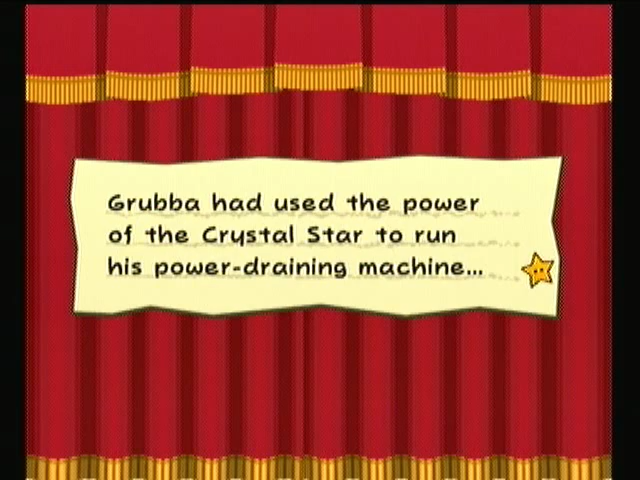 Grubba had used the power
of the Crystal Star to run
his power-draining machine...